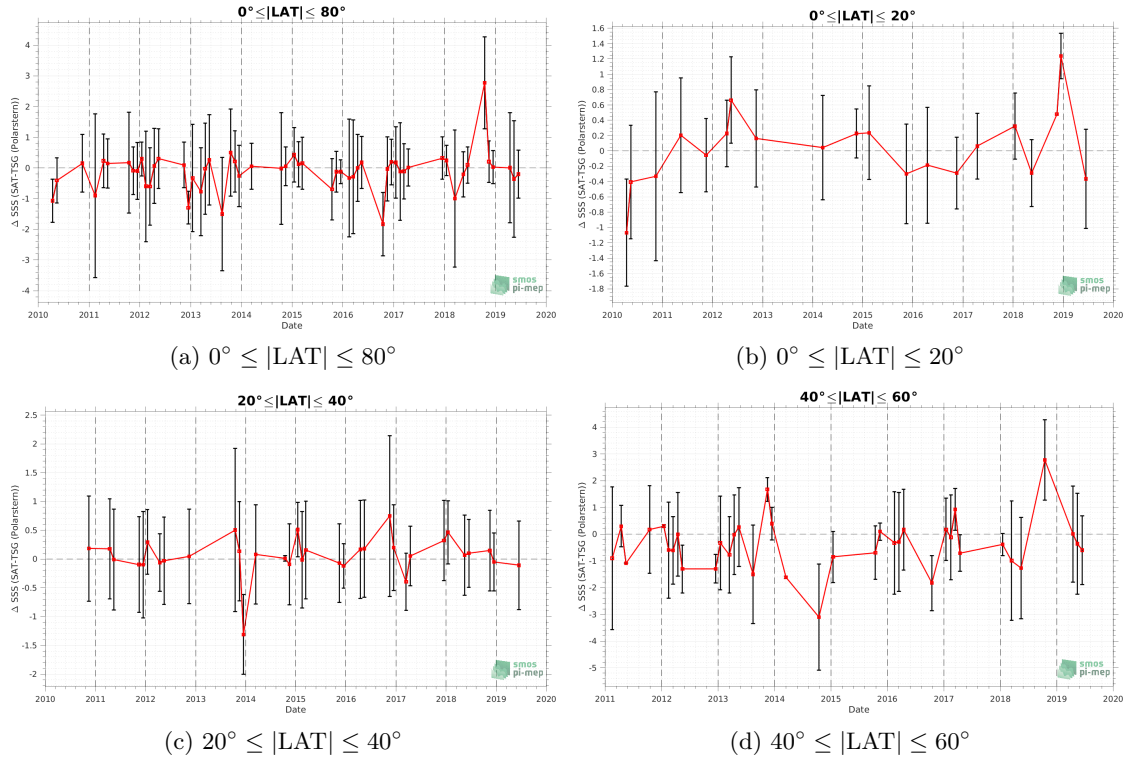 0°≤|LAT|≤ 80°
Δ SSS (SAT-TSG (Polarstern))
4
3
2
1
0
-1
-2
-3
-4
2010 2011 2012 2013 2014 2015 2016 2017 2018 2019 2020
Date
smos
pi-mep
(a) 0° ≤ |LAT| ≤ 80°
0°≤|LAT|≤ 20°
Δ SSS (SAT-TSG (Polarstern))
1.6
1.4
1.2
1
0.8
0.6
0.4
0.2
0
-0.2
-0.4
-0.6
-0.8
-1
-1.2
-1.4
-1.6
-1.8
2010 2011 2012 2013 2014 2015 2016 2017 2018 2019 2020
Date
smos
pi-mep
(b) 0° ≤ |LAT| ≤ 20°
20°≤|LAT|≤ 40°
Δ SSS (SAT-TSG (Polarstern))
2.5
2
1.5
1
0.5
0
-0.5
-1
-1.5
-2
2010 2011 2012 2013 2014 2015 2016 2017 2018 2019 2020
Date
smos
pi-mep
(c) 20° ≤ |LAT| ≤ 40°
40°≤|LAT|≤ 60°
Δ SSS (SAT-TSG (Polarstern))
4
3
2
1
0
-1
-2
-3
-4
-5
2010 2011 2012 2013 2014 2015 2016 2017 2018 2019 2020
Date
smos
pi-mep
(d) 40° ≤ |LAT| ≤ 60°